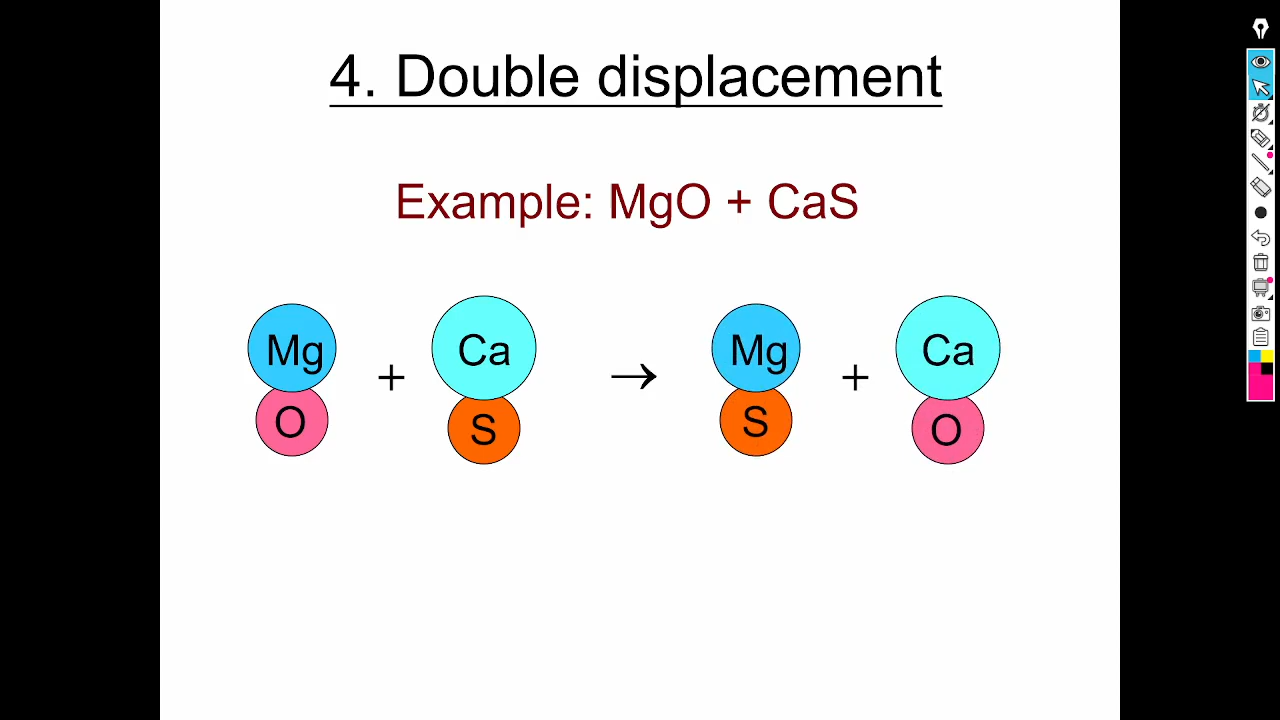 4. Double displacement
Example: MgO + CaS
Mg + Ca → Mg + Ca
O S S O